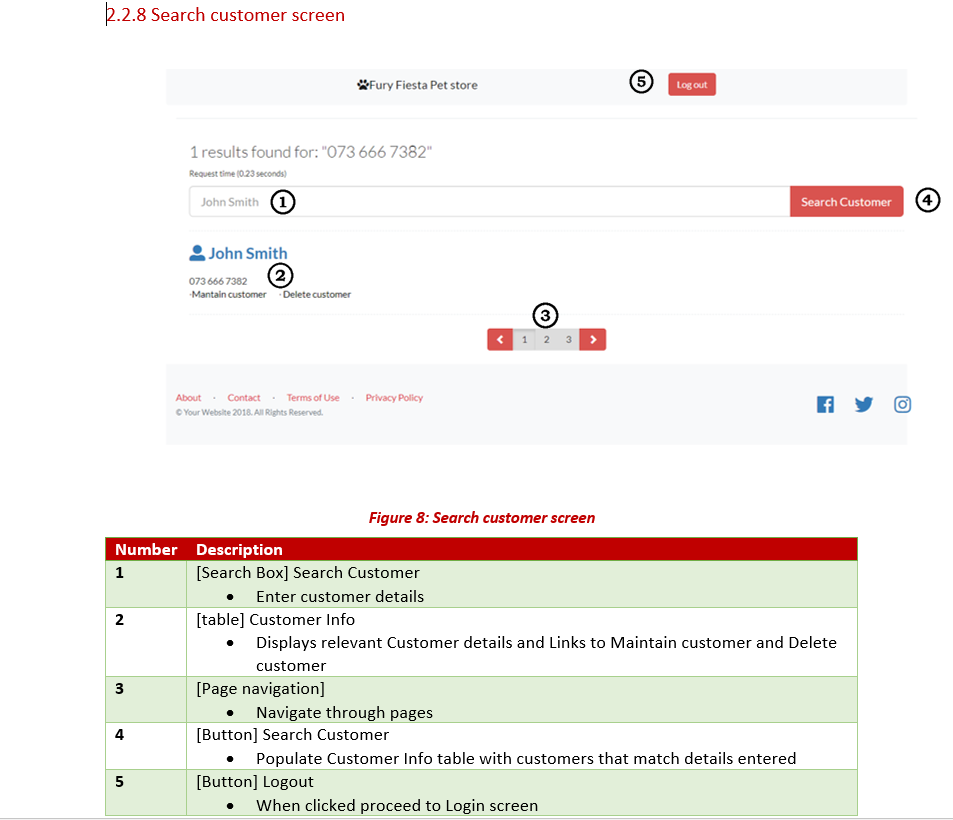 2.2.8 Search customer screen
Fury Fiesta Pet store
5
Log out
1 results found for: "073 666 7382"
Request time (0.23 seconds)
John Smith
1
Search Customer
4
John Smith
073 666 7382
2
·Mantain customer · Delete customer
3
1 2 3
About · Contact · Terms of Use · Privacy Policy
© Your Website 2018. All Rights Reserved.
Figure 8: Search customer screen
Number Description
1 [Search Box] Search Customer
• Enter customer details
2 [table] Customer Info
• Displays relevant Customer details and Links to Maintain customer and Delete
customer
3 [Page navigation]
• Navigate through pages
4 [Button] Search Customer
• Populate Customer Info table with customers that match details entered
5 [Button] Logout
• When clicked proceed to Login screen